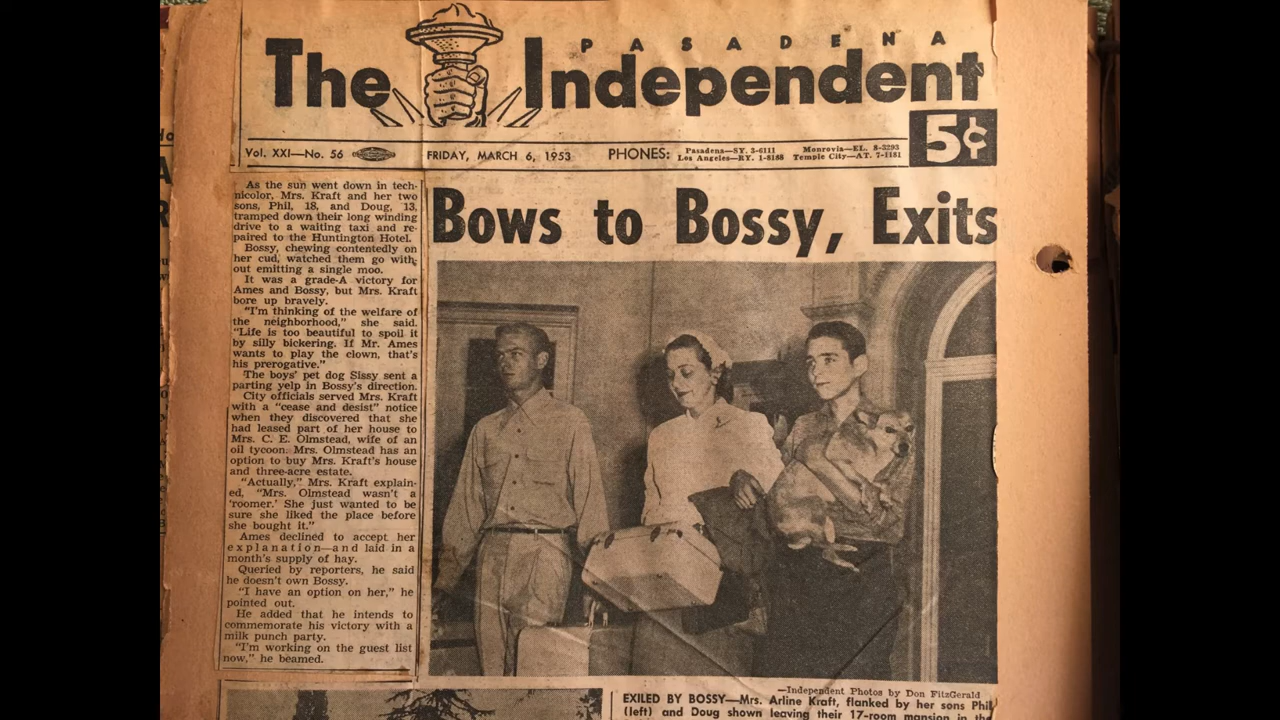 PASADENA
The Independent
5¢
Vol. XXI—No. 56
FRIDAY, MARCH 6, 1953
PHONES:
Pasadena—SY. 3-6111
Los Angeles—RY. 1-8188
Monrovia—EL. 8-3293
Temple City—AT. 7-1181
As the sun went down in tech-
nicolor, Mrs. Kraft and her two
sons, Phil, 18, and Doug, 13,
tramped down their long winding
drive to a waiting taxi and re-
paired to the Huntington Hotel.
Bossy, chewing contentedly on
her cud, watched them go with-
out emitting a single moo.
It was a grade-A victory for
Ames and Bossy, but Mrs. Kraft
bore up bravely.
"I'm thinking of the welfare of
the neighborhood," she said.
"Life is too beautiful to spoil it
by silly bickering. If Mr. Ames
wants to play the clown, that's
his prerogative."
The boys' pet dog Sissy sent a
parting yelp in Bossy's direction.
City officials served Mrs. Kraft
with a "cease and desist" notice
when they discovered that she
had leased part of her house to
Mrs. C. E. Olmstead, wife of an
oil tycoon. Mrs. Olmstead has an
option to buy Mrs. Kraft's house
and three-acre estate.
"Actually," Mrs. Kraft explain-
ed, "Mrs. Olmstead wasn't a
'roomer.' She just wanted to be
sure she liked the place before
she bought it."
Ames declined to accept her
explanation—and laid in a
month's supply of hay.
Queried by reporters, he said
he doesn't own Bossy.
"I have an option on her," he
pointed out.
He added that he intends to
commemorate his victory with a
milk punch party.
"I'm working on the guest list
now," he beamed.
Bows to Bossy, Exits
—Independent Photos by Don FitzGerald
EXILED BY BOSSY—Mrs. Arline Kraft, flanked by her sons Phil
(left) and Doug shown leaving their 17-room mansion in the